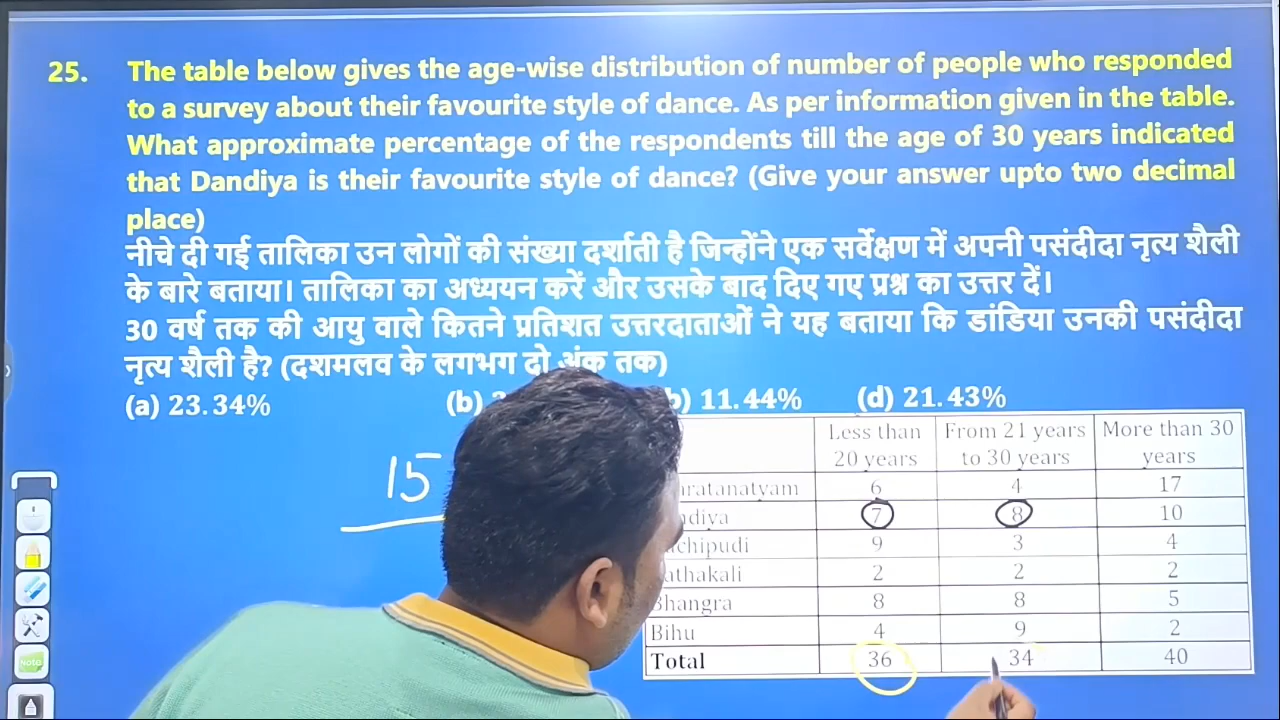 25. The table below gives the age-wise distribution of number of people who responded
to a survey about their favourite style of dance. As per information given in the table.
What approximate percentage of the respondents till the age of 30 years indicated
that Dandiya is their favourite style of dance? (Give your answer upto two decimal
place)
नीचे दी गई तालिका उन लोगों की संख्या दर्शाती है जिन्होंने एक सर्वेक्षण में अपनी पसंदीदा नृत्य शैली
के बारे बताया। तालिका का अध्ययन करें और उसके बाद दिए गए प्रश्न का उत्तर दें।
30 वर्ष तक की आयु वाले कितने प्रतिशत उत्तरदाताओं ने यह बताया कि डांडिया उनकी पसंदीदा
नृत्य शैली है? (दशमलव के लगभग दो अंक तक)
(a) 23.34% (b) b) 11.44% (d) 21.43%
Less than 20 years From 21 years to 30 years More than 30 years
15
ratanatyam 6 4 17
diya 7 8 10
chipudi 9 3 4
athakali 2 2 2
Bhangra 8 8 5
Bihu 4 9 2
Total 36 34 40
NOTE